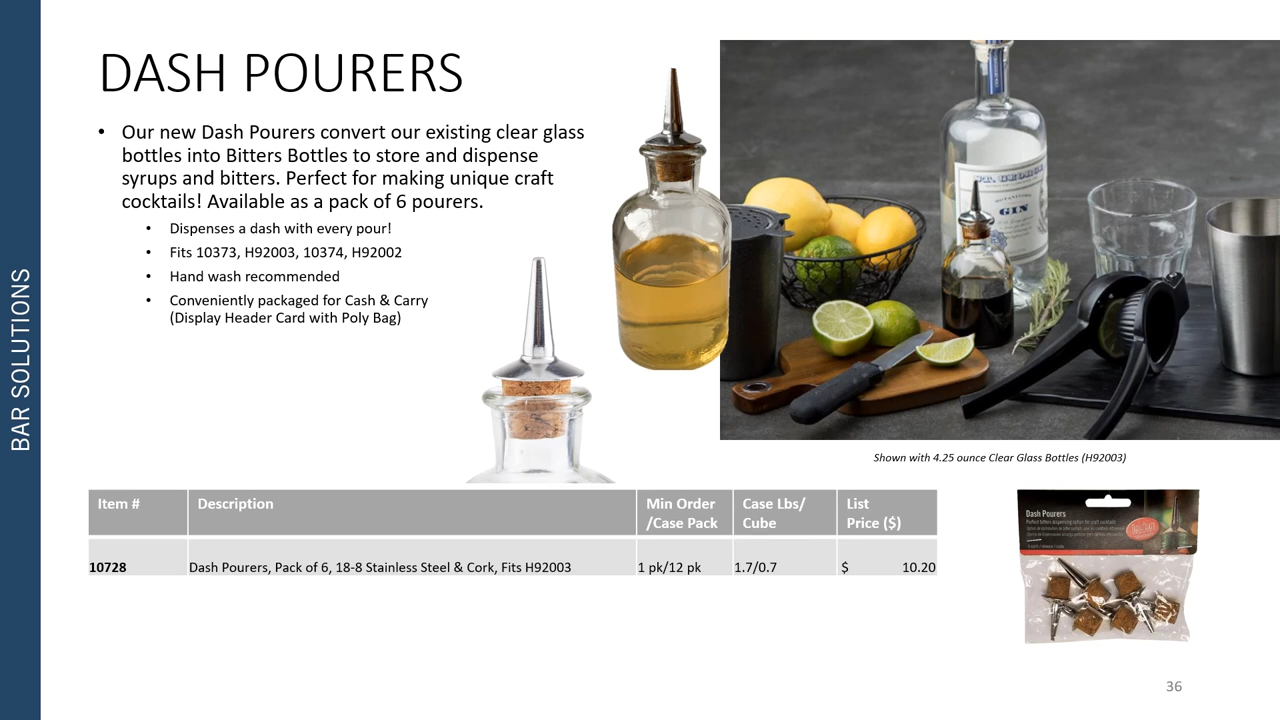 DASH POURERS
• Our new Dash Pourers convert our existing clear glass
bottles into Bitters Bottles to store and dispense
syrups and bitters. Perfect for making unique craft
cocktails! Available as a pack of 6 pourers.
• Dispenses a dash with every pour!
• Fits 10373, H92003, 10374, H92002
• Hand wash recommended
• Conveniently packaged for Cash & Carry
(Display Header Card with Poly Bag)
BAR SOLUTIONS
ST. GEORGE
GIN
Shown with 4.25 ounce Clear Glass Bottles (H92003)
Item # Description Min Order /Case Pack Case Lbs/ Cube List Price ($)
10728 Dash Pourers, Pack of 6, 18-8 Stainless Steel & Cork, Fits H92003 1 pk/12 pk 1.7/0.7 $ 10.20
Dash Pourers
36